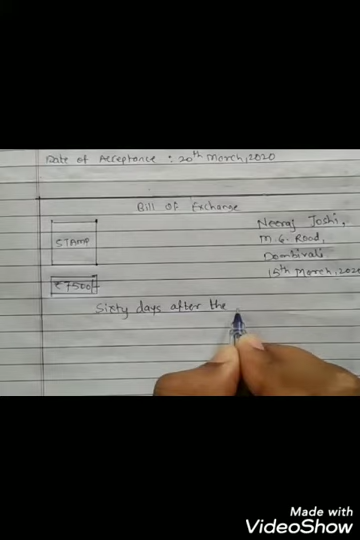 Date of Acceptance : 20th March, 2020
Bill of Exchange
STAMP
Neeraj Joshi,
M. G. Road,
Dombivali
15th March, 2020
₹7500/-
Sixty days after the
Made with
VideoShow